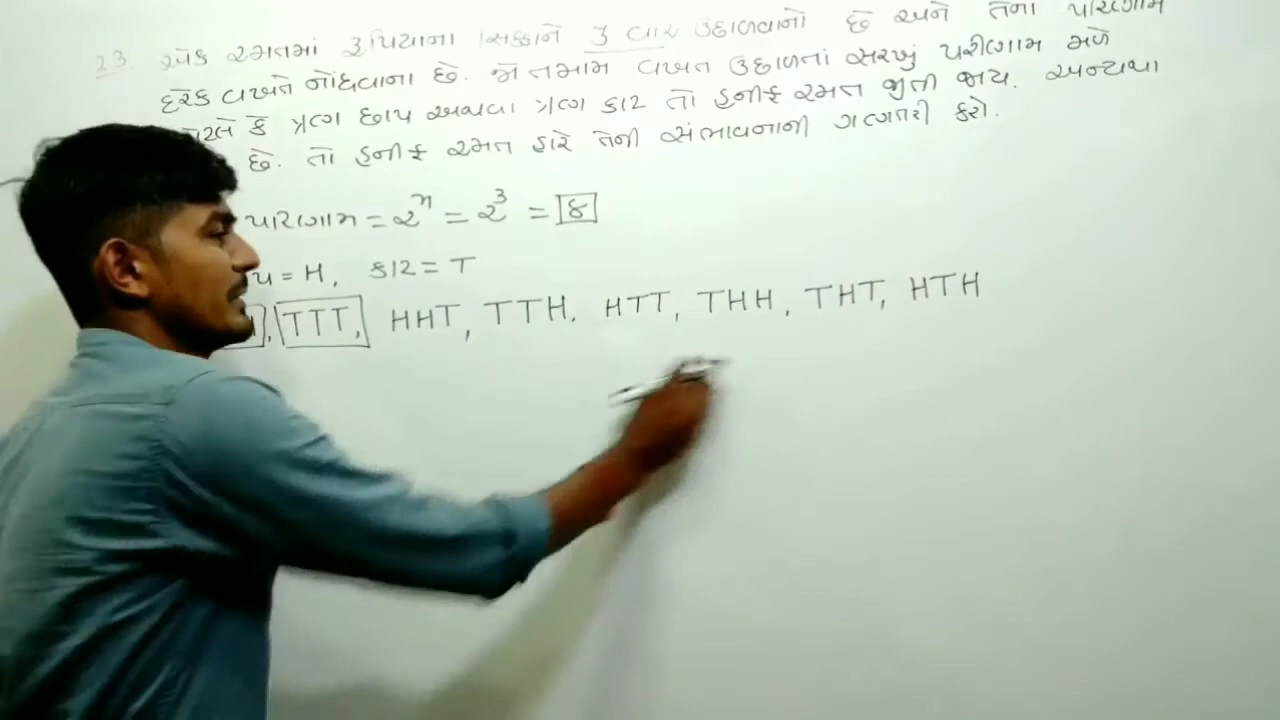 23. એક રમતમાં રૂપિયાના સિક્કાને 3 વાર ઉછાળવાનો છે અને તેના પરિણામ
દરેક વખતે નોંધવાના છે. જો તમામ વખત ઉછાળતાં સરખું પરીણામ મળે
એટલે કે ત્રણ છાપ અથવા ત્રણ કાટ તો હનીફ રમત જીતી જાય. અન્યથા
છે. તો હનીફ રમત હારે તેની સંભાવનાની ગણતરી કરો.
પરિણામ = 2ⁿ = 2³ = 8
પ = H, કાટ = T
TTT, HHT, TTH, HTT, THH, THT, HTH